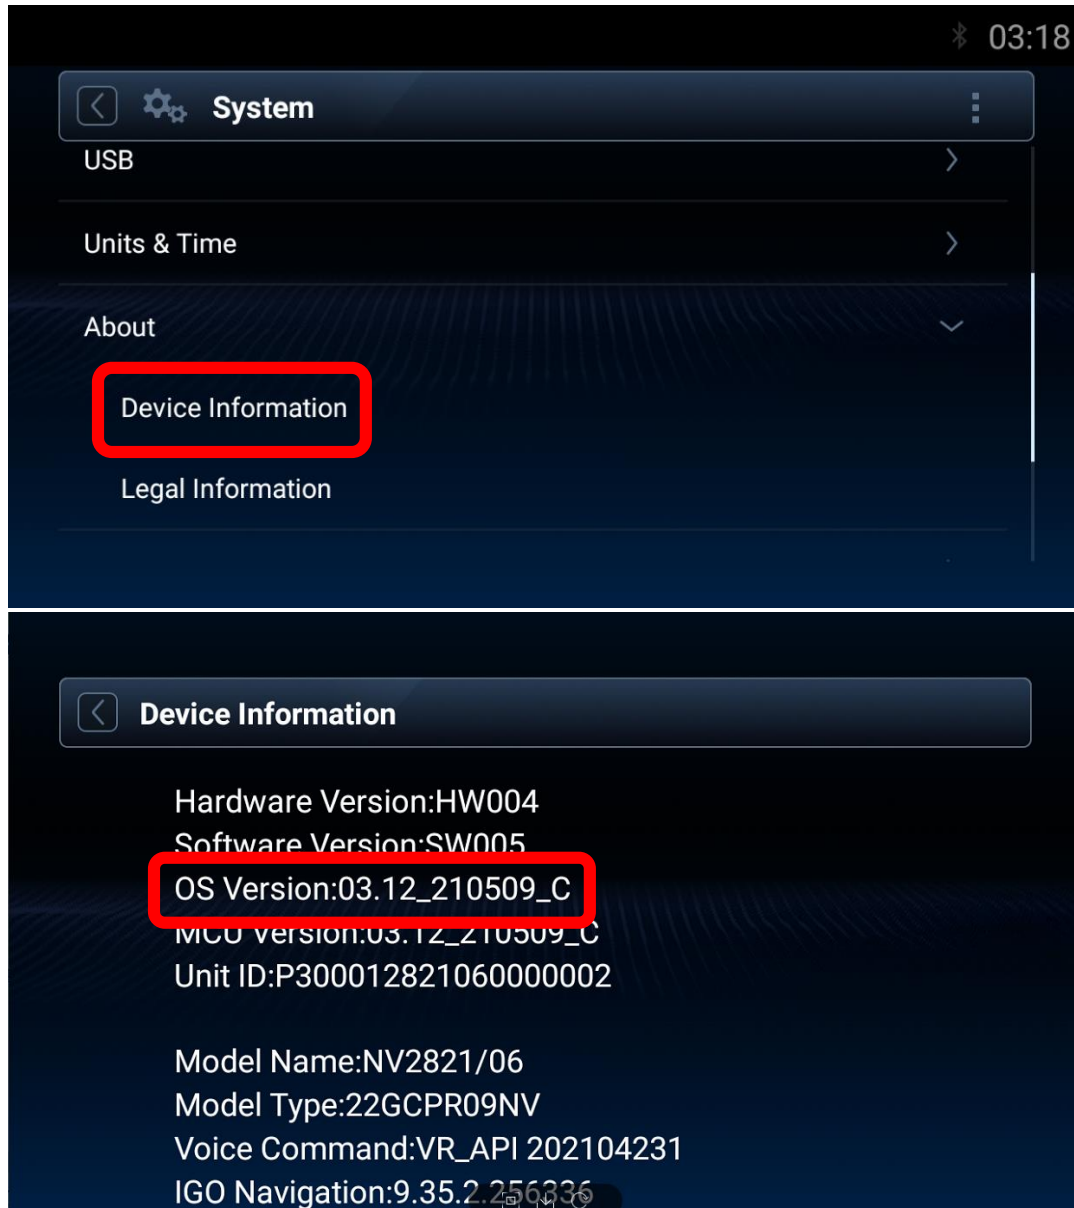 03:18
System
USB
Units & Time
About
Device Information
Legal Information
Device Information
Hardware Version:HW004
Software Version:SW005
OS Version:03.12_210509_C
MCU Version:03.12_210509_C
Unit ID:P300012821060000002
Model Name:NV2821/06
Model Type:22GCPR09NV
Voice Command:VR_API 202104231
IGO Navigation:9.35.2.256336